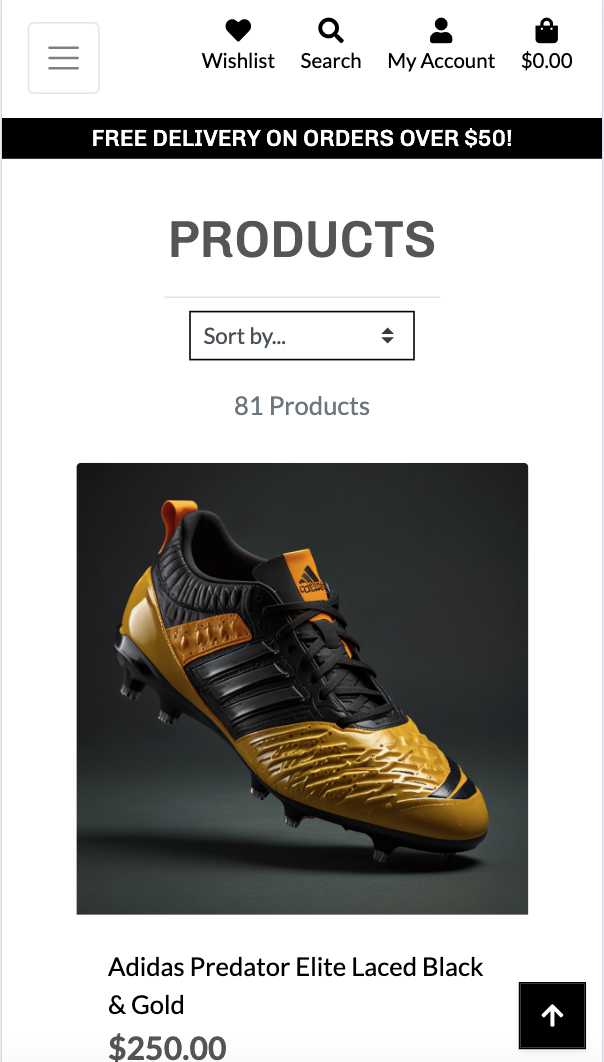 Wishlist Search My Account $0.00
FREE DELIVERY ON ORDERS OVER $50!
PRODUCTS
Sort by...
81 Products
Adidas Predator Elite Laced Black
& Gold
$250.00